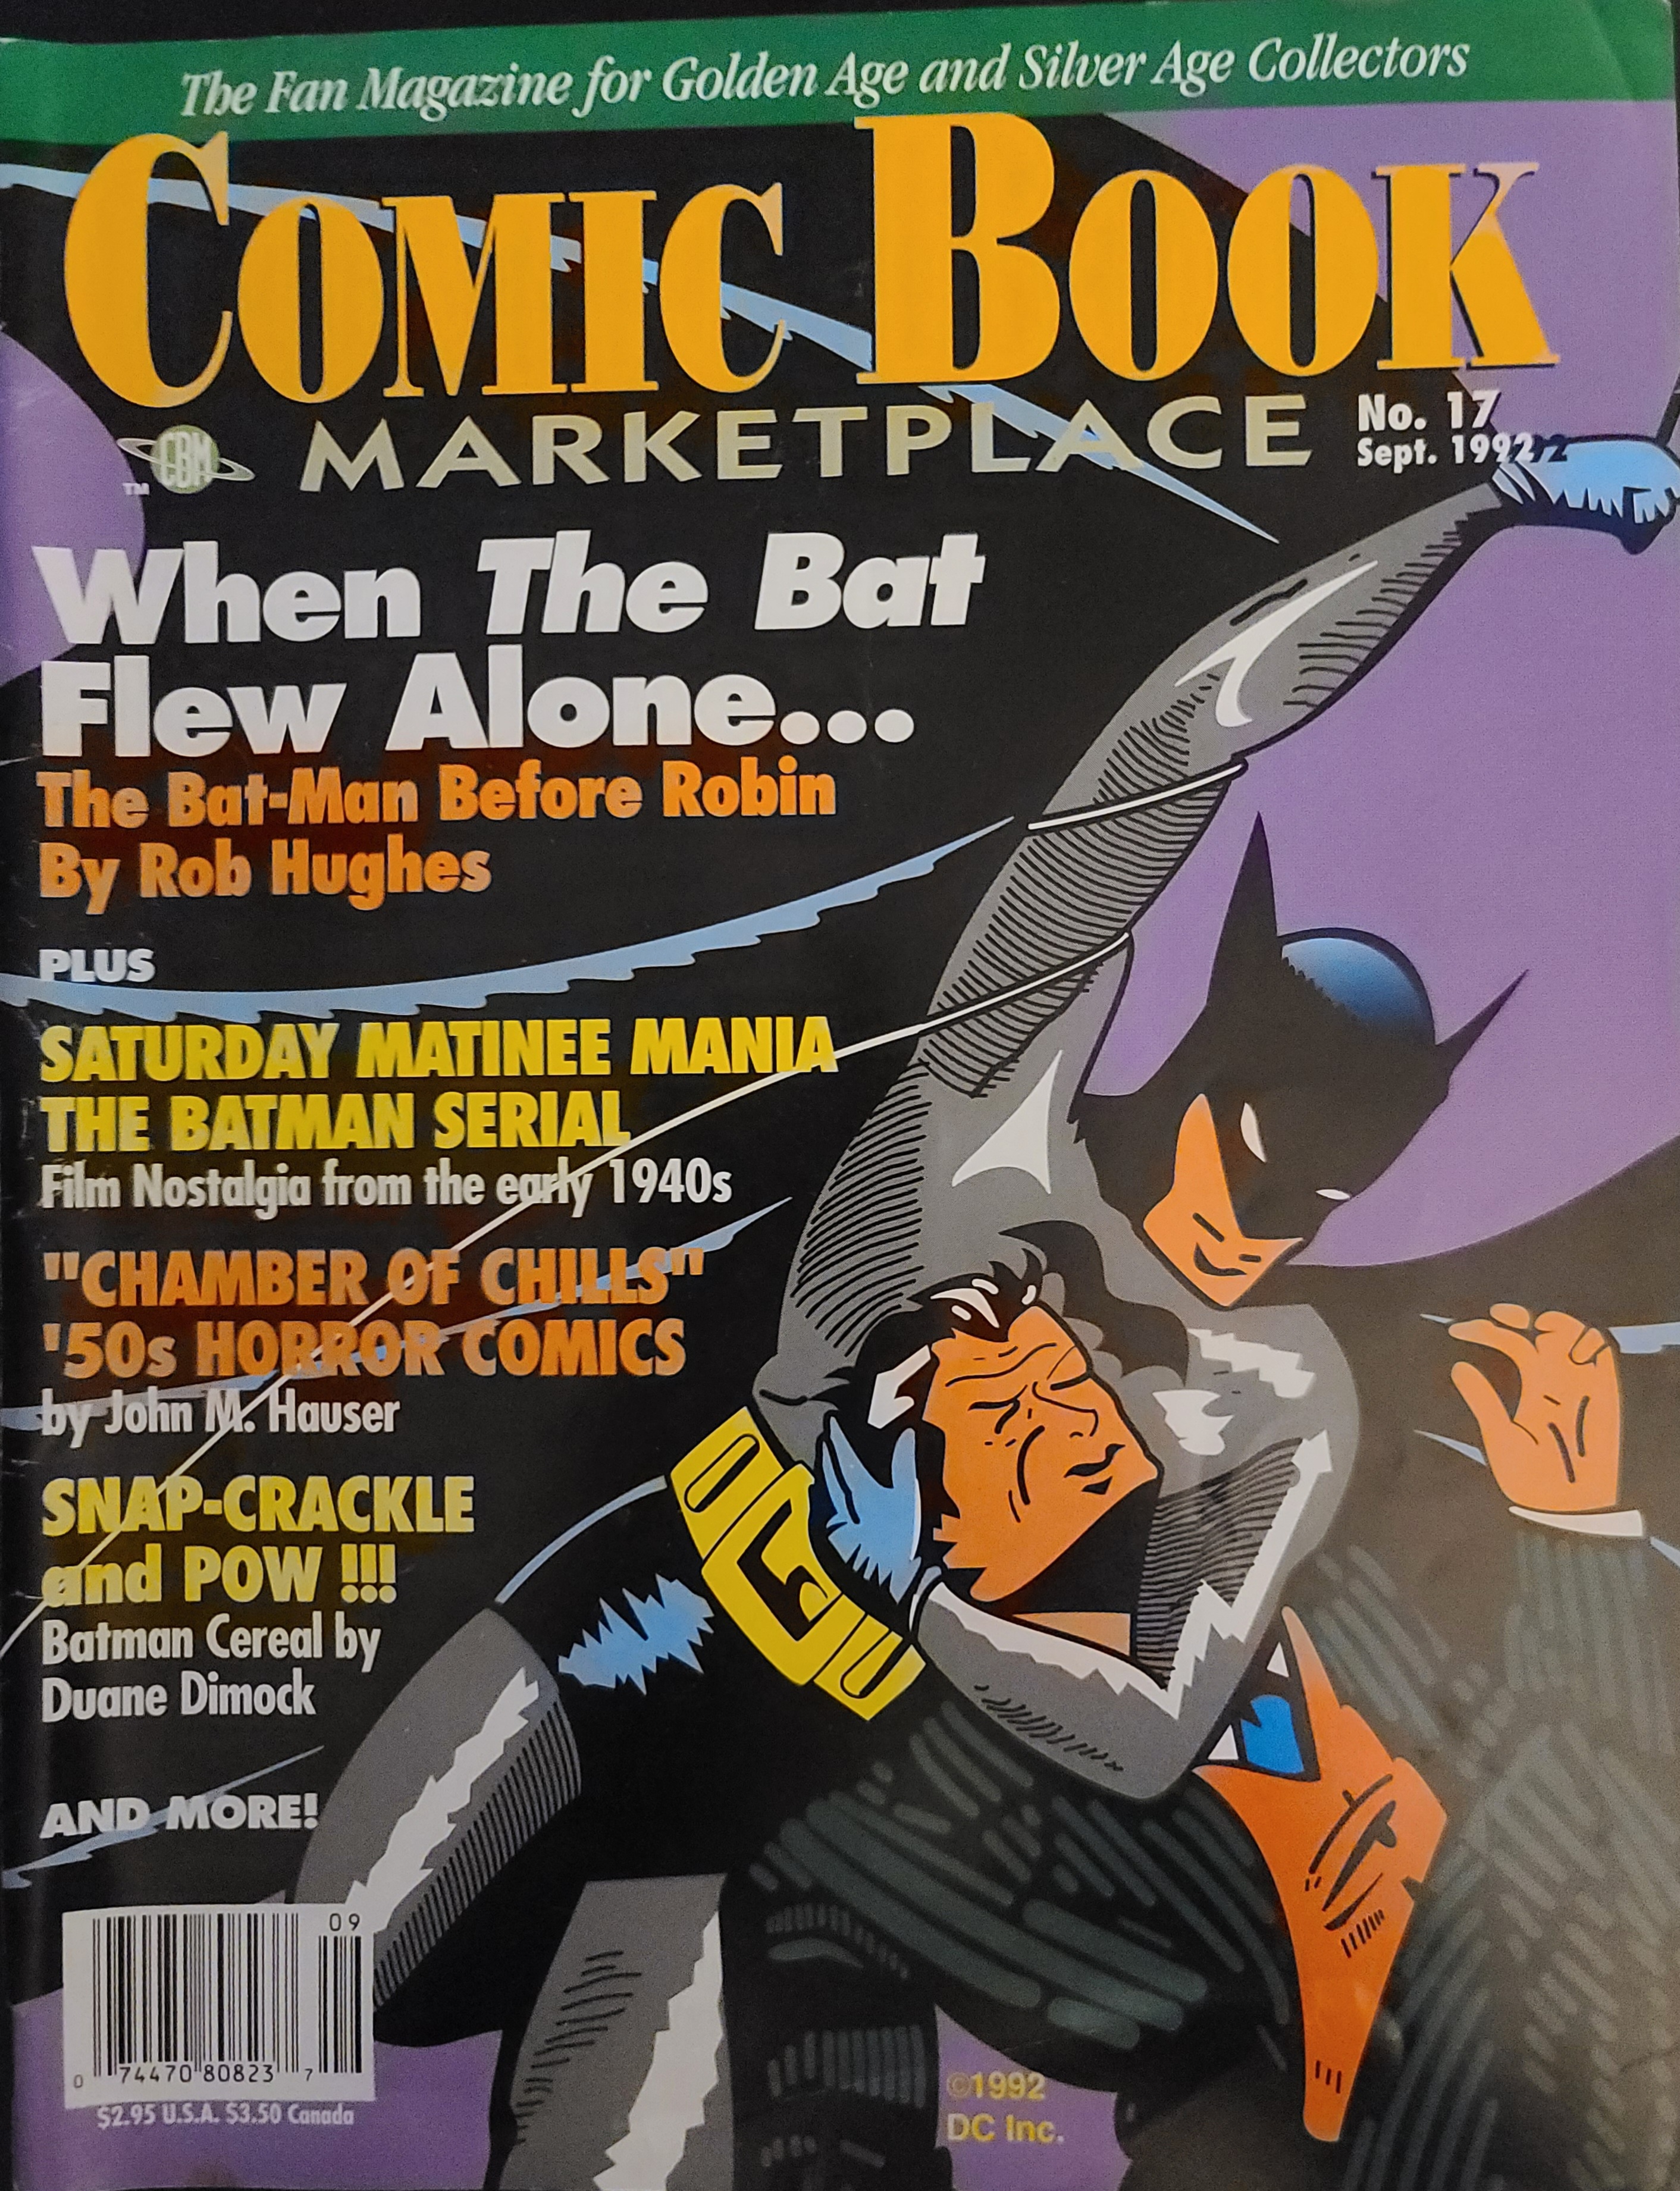 The Fan Magazine for Golden Age and Silver Age Collectors
COMIC BOOK
MARKETPLACE
No. 17
Sept. 1992
CBM
TM
When The Bat
Flew Alone...
The Bat-Man Before Robin
By Rob Hughes
PLUS
SATURDAY MATINEE MANIA
THE BATMAN SERIAL
Film Nostalgia from the early 1940s
"CHAMBER OF CHILLS"
'50s HORROR COMICS
by John M. Hauser
SNAP-CRACKLE
and POW !!!
Batman Cereal by
Duane Dimock
AND MORE!
09
0 74470 80823 7
$2.95 U.S.A. $3.50 Canada
©1992
DC Inc.